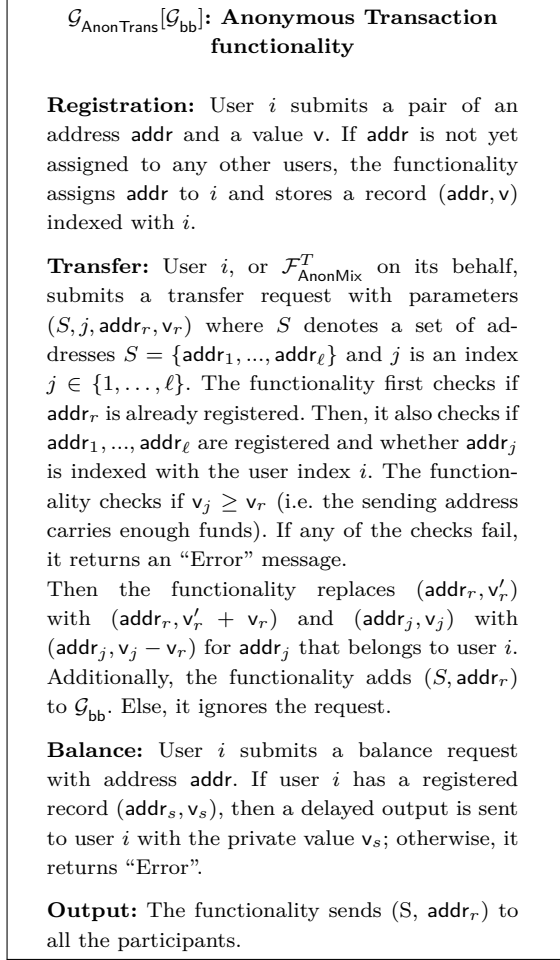 𝒢_AnonTrans[𝒢_bb]: Anonymous Transaction
functionality
Registration: User i submits a pair of an
address addr and a value v. If addr is not yet
assigned to any other users, the functionality
assigns addr to i and stores a record (addr, v)
indexed with i.
Transfer: User i, or ℱ^T_AnonMix on its behalf,
submits a transfer request with parameters
(S, j, addr_r, v_r) where S denotes a set of ad-
dresses S = {addr_1, ..., addr_ℓ} and j is an index
j ∈ {1, . . . , ℓ}. The functionality first checks if
addr_r is already registered. Then, it also checks if
addr_1, ..., addr_ℓ are registered and whether addr_j
is indexed with the user index i. The function-
ality checks if v_j ≥ v_r (i.e. the sending address
carries enough funds). If any of the checks fail,
it returns an “Error” message.
Then the functionality replaces (addr_r, v′_r)
with (addr_r, v′_r + v_r) and (addr_j, v_j) with
(addr_j, v_j − v_r) for addr_j that belongs to user i.
Additionally, the functionality adds (S, addr_r)
to 𝒢_bb. Else, it ignores the request.
Balance: User i submits a balance request
with address addr. If user i has a registered
record (addr_s, v_s), then a delayed output is sent
to user i with the private value v_s; otherwise, it
returns “Error”.
Output: The functionality sends (S, addr_r) to
all the participants.